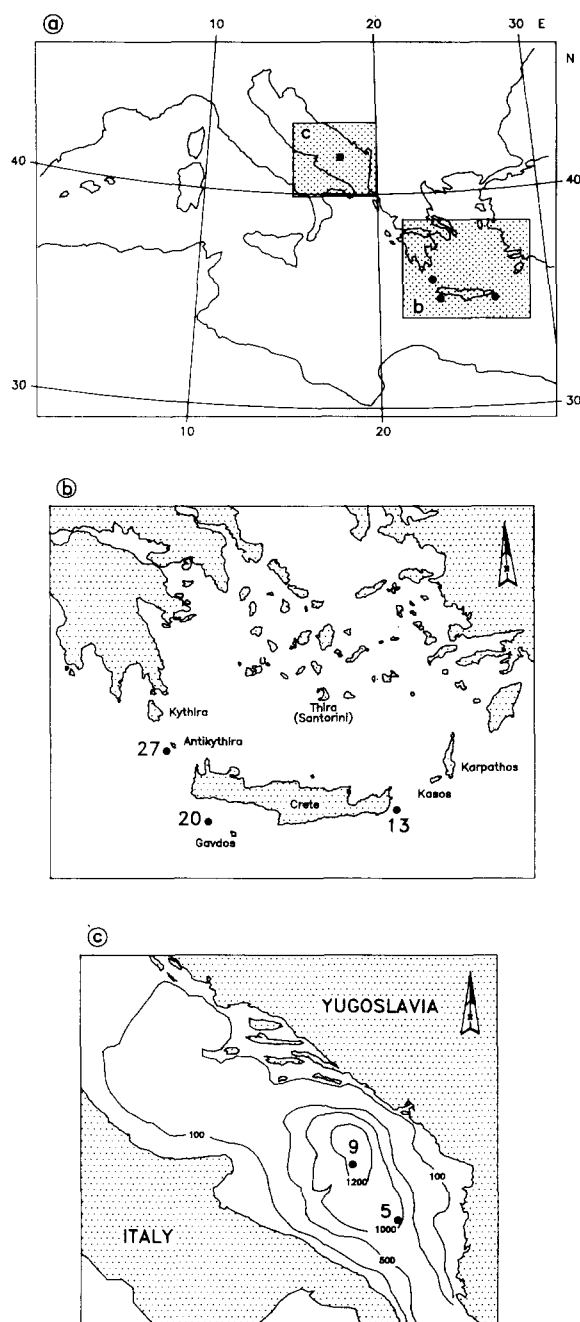 a
10 20 30 E
N
c
40 40
b
30 30
10 20
b
Kythira
Thira
(Santorini)
27 Antikythira
Karpathos
Kasos
Crete
20 13
Gavdos
c
YUGOSLAVIA
100
9
1200
100
5
1000
ITALY
500